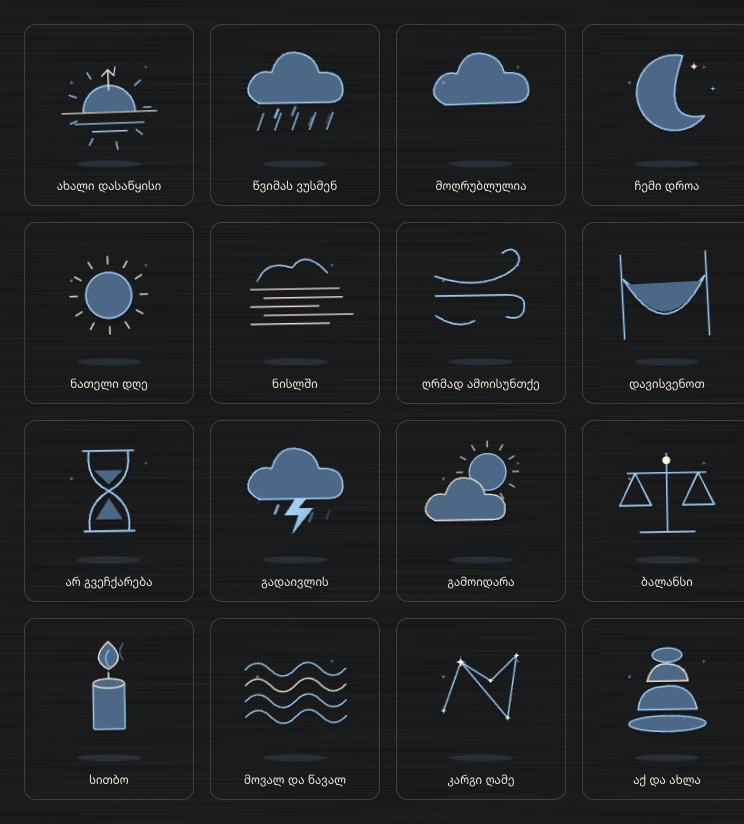 ახალი დასაწყისი
წვიმას ვუსმენ
მოღრუბლულია
ჩემი დროა
ნათელი დღე
ნისლში
ღრმად ამოისუნთქე
დავისვენოთ
არ გვეჩქარება
გადაივლის
გამოიდარა
ბალანსი
სითბო
მოვალ და წავალ
კარგი ღამე
აქ და ახლა